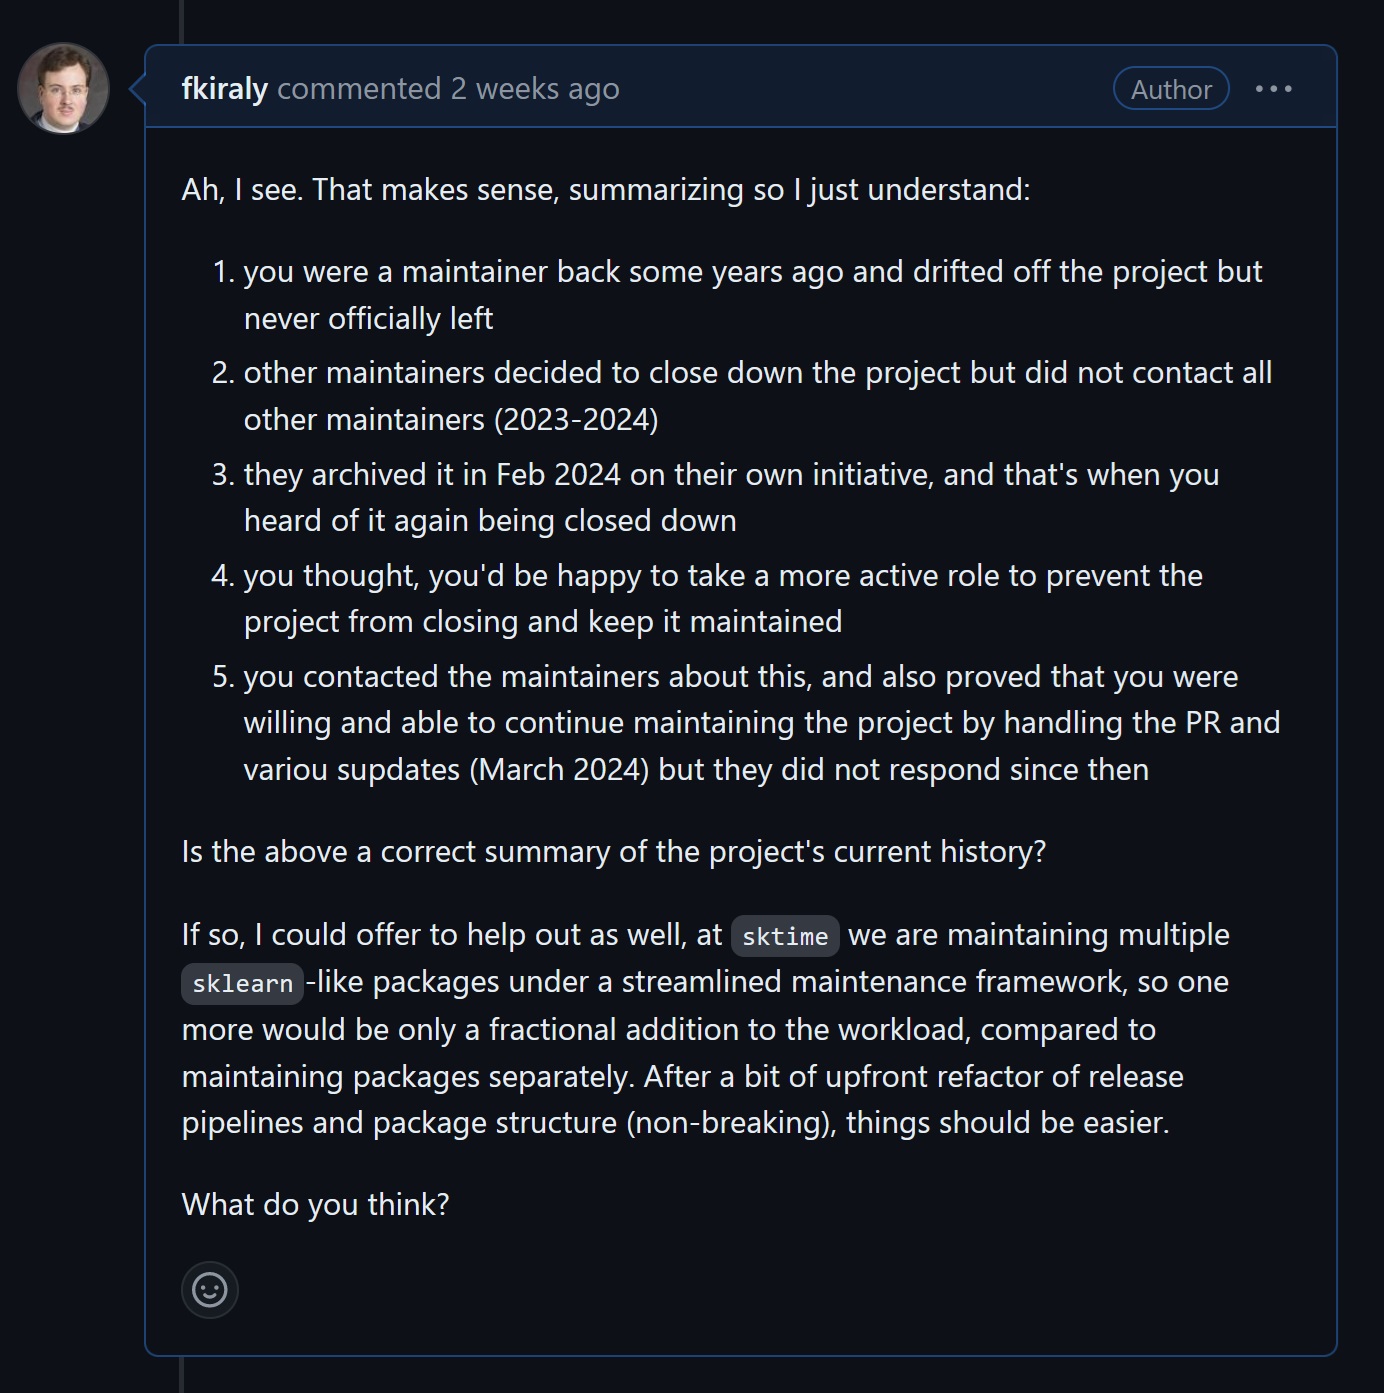 fkiraly commented 2 weeks ago
Author
Ah, I see. That makes sense, summarizing so I just understand:
1. you were a maintainer back some years ago and drifted off the project but
never officially left
2. other maintainers decided to close down the project but did not contact all
other maintainers (2023-2024)
3. they archived it in Feb 2024 on their own initiative, and that's when you
heard of it again being closed down
4. you thought, you'd be happy to take a more active role to prevent the
project from closing and keep it maintained
5. you contacted the maintainers about this, and also proved that you were
willing and able to continue maintaining the project by handling the PR and
variou supdates (March 2024) but they did not respond since then
Is the above a correct summary of the project's current history?
If so, I could offer to help out as well, at sktime we are maintaining multiple
sklearn-like packages under a streamlined maintenance framework, so one
more would be only a fractional addition to the workload, compared to
maintaining packages separately. After a bit of upfront refactor of release
pipelines and package structure (non-breaking), things should be easier.
What do you think?